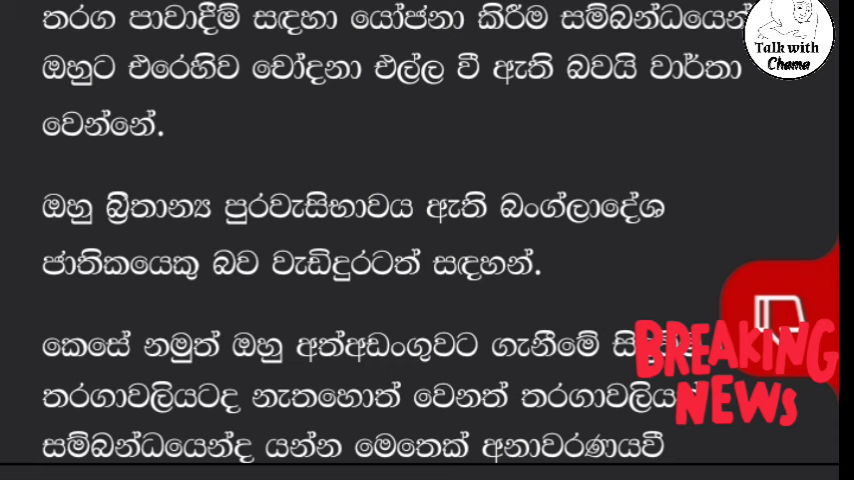 තරග පාවාදීම් සඳහා යෝජනා කිරීම සම්බන්ධයෙන්
ඔහුට එරෙහිව චෝදනා එල්ල වී ඇති බවයි වාර්තා
වෙන්නේ.
ඔහු බ්‍රිතාන්‍ය පුරවැසිභාවය ඇති බංග්ලාදේශ
ජාතිකයෙකු බව වැඩිදුරටත් සඳහන්.
කෙසේ නමුත් ඔහු අත්අඩංගුවට ගැනීමේ
තරගාවලියටද නැතහොත් වෙනත්
සම්බන්ධයෙන්ද යන්න මෙතෙක් අනාවරණයවී
Talk with
Chama
BREAKING
NEWS